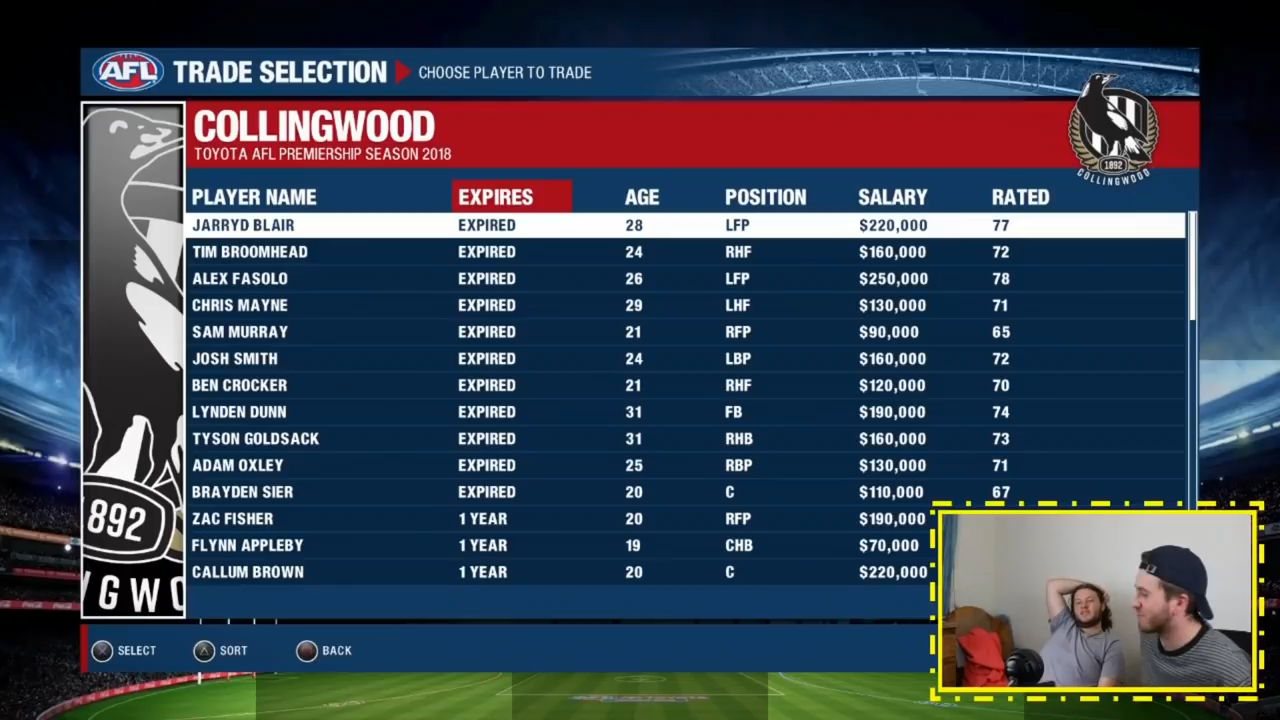 AFL TRADE SELECTION CHOOSE PLAYER TO TRADE
COLLINGWOOD
TOYOTA AFL PREMIERSHIP SEASON 2018
1892
COLLINGWOOD
PLAYER NAME EXPIRES AGE POSITION SALARY RATED
JARRYD BLAIR EXPIRED 28 LFP $220,000 77
TIM BROOMHEAD EXPIRED 24 RHF $160,000 72
ALEX FASOLO EXPIRED 26 LFP $250,000 78
CHRIS MAYNE EXPIRED 29 LHF $130,000 71
SAM MURRAY EXPIRED 21 RFP $90,000 65
JOSH SMITH EXPIRED 24 LBP $160,000 72
BEN CROCKER EXPIRED 21 RHF $120,000 70
LYNDEN DUNN EXPIRED 31 FB $190,000 74
TYSON GOLDSACK EXPIRED 31 RHB $160,000 73
ADAM OXLEY EXPIRED 25 RBP $130,000 71
BRAYDEN SIER EXPIRED 20 C $110,000 67
ZAC FISHER 1 YEAR 20 RFP $190,000
FLYNN APPLEBY 1 YEAR 19 CHB $70,000
CALLUM BROWN 1 YEAR 20 C $220,000
892
NGWO
SELECT SORT BACK